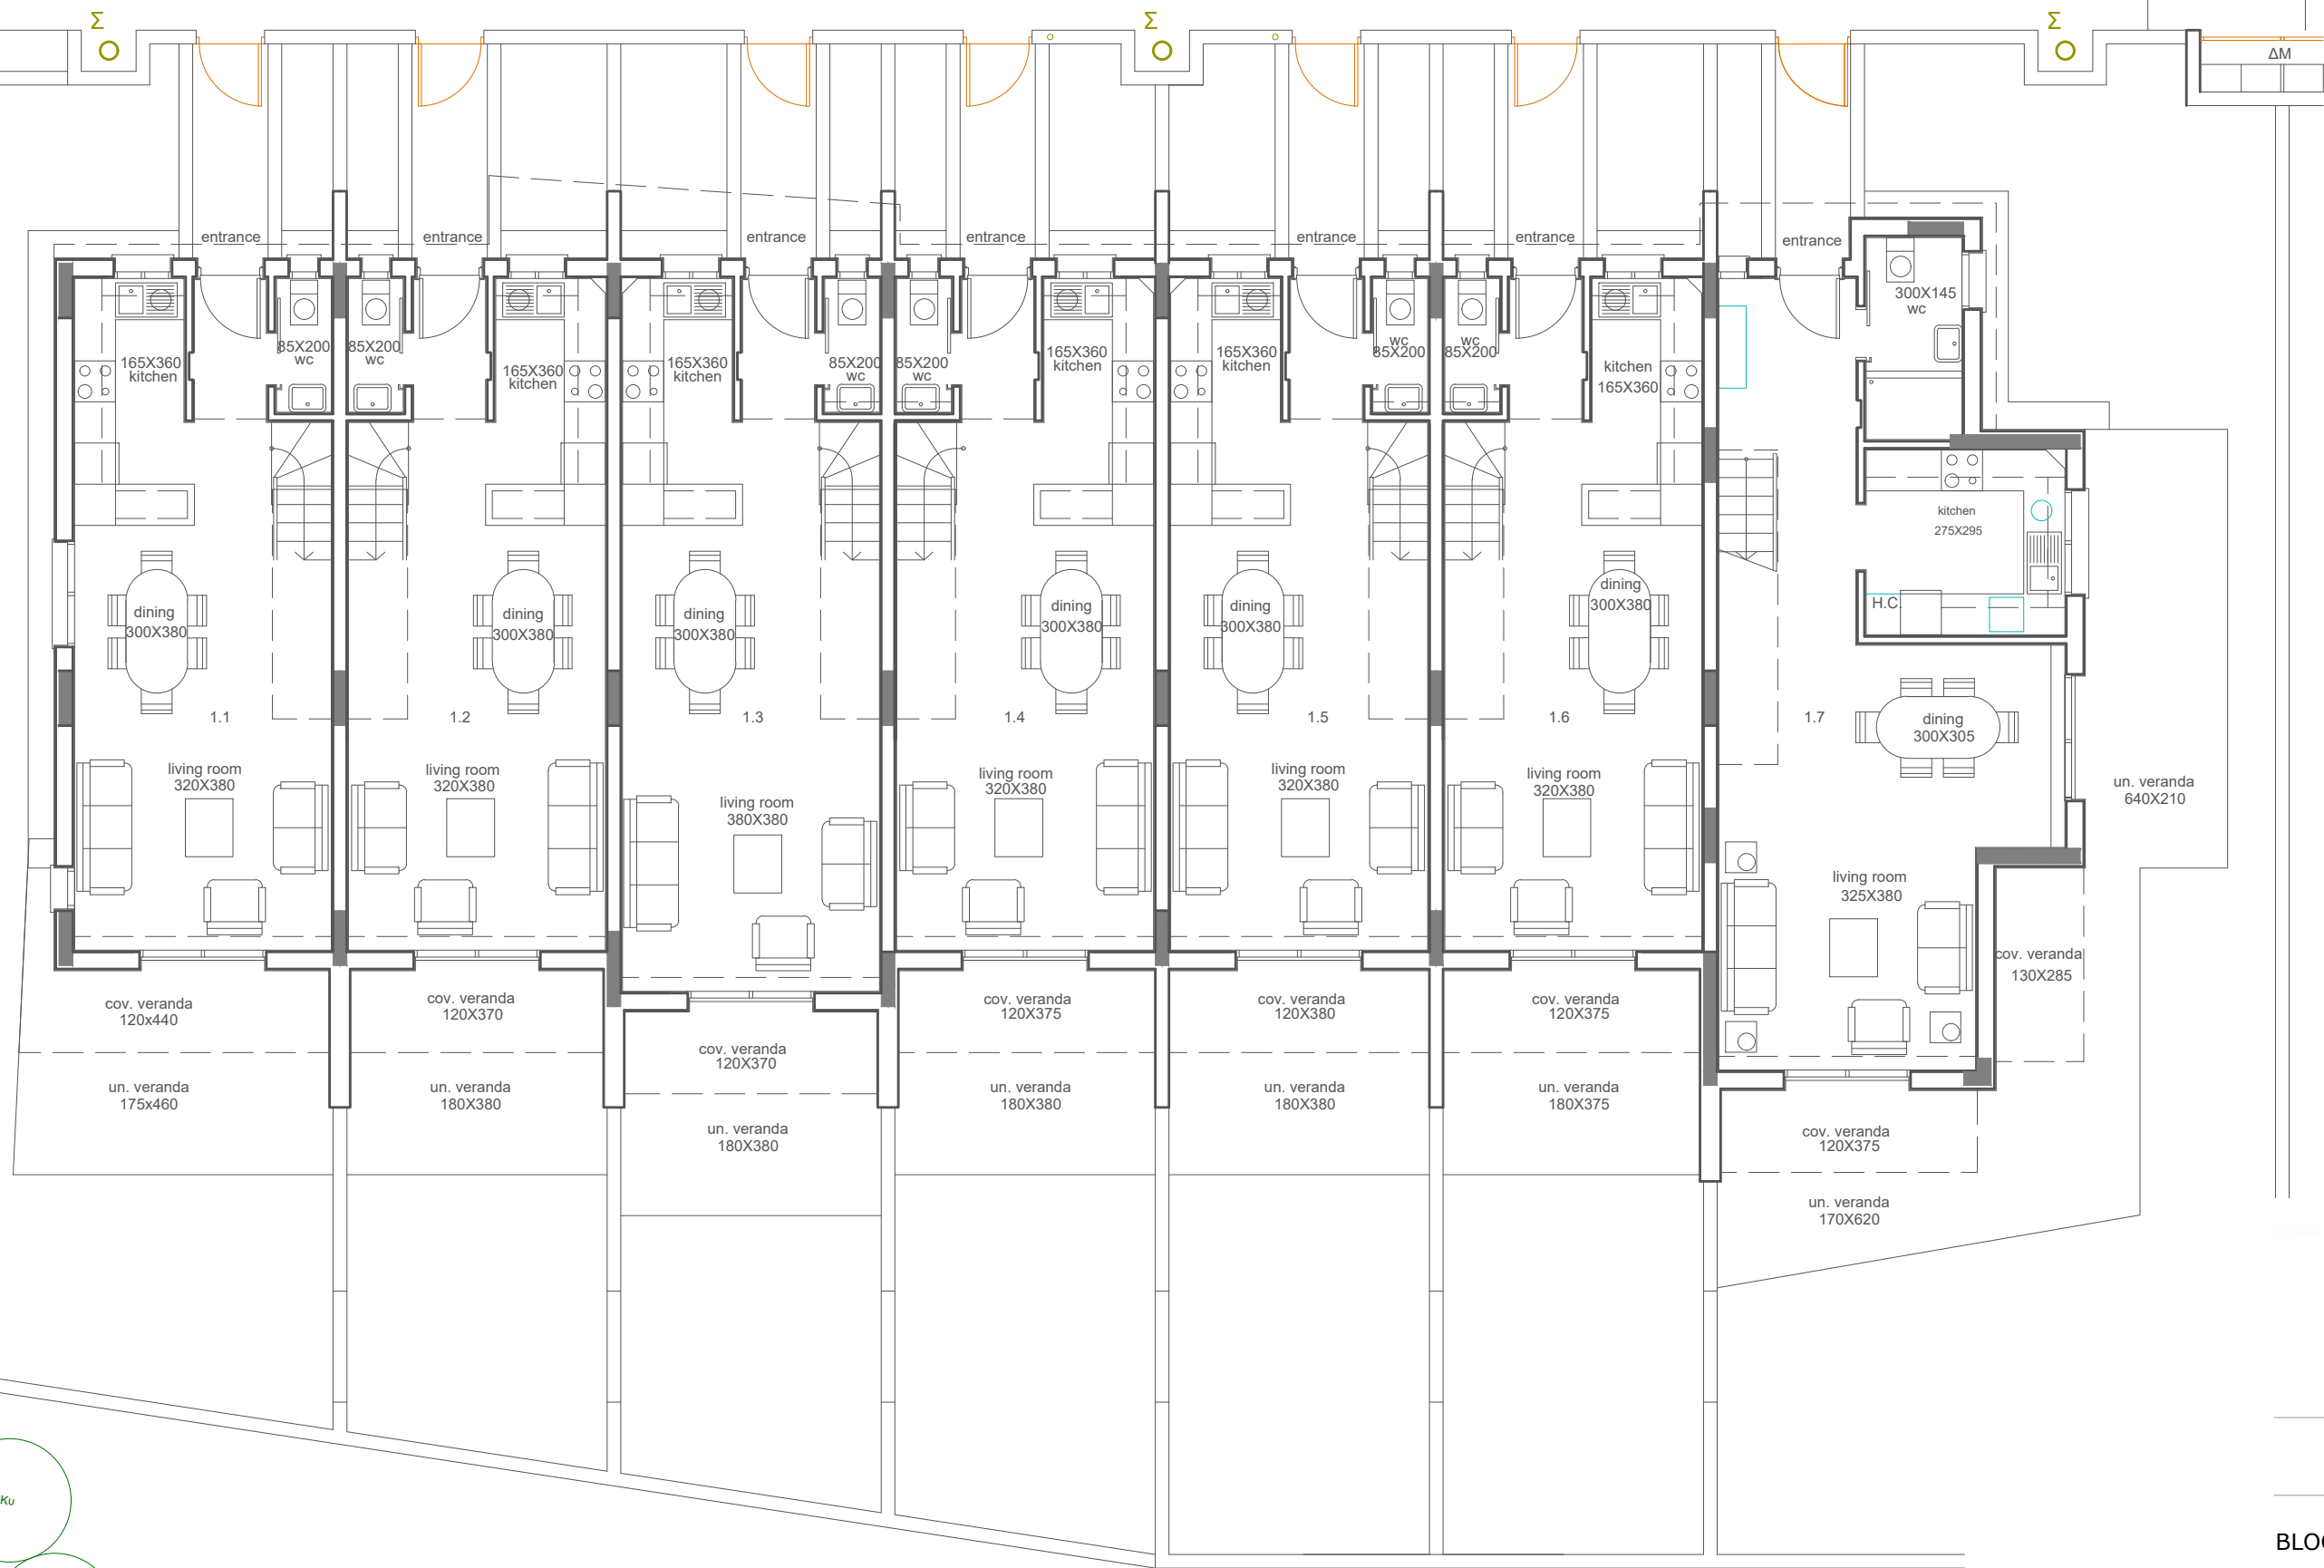 Σ
Σ
Σ
ΔΜ
entrance
entrance
entrance
entrance
entrance
entrance
entrance
300X145
wc
165X360
kitchen
85X200
wc
85X200
wc
165X360
kitchen
165X360
kitchen
85X200
wc
85X200
wc
165X360
kitchen
165X360
kitchen
wc
85X200
wc
85X200
kitchen
165X360
kitchen
275X295
H.C.
dining
300X380
dining
300X380
dining
300X380
dining
300X380
dining
300X380
dining
300X380
dining
300X305
1.1
1.2
1.3
1.4
1.5
1.6
1.7
living room
320X380
living room
320X380
living room
380X380
living room
320X380
living room
320X380
living room
320X380
living room
325X380
un. veranda
640X210
cov. veranda
130X285
cov. veranda
120x440
cov. veranda
120X370
cov. veranda
120X370
cov. veranda
120X375
cov. veranda
120X380
cov. veranda
120X375
cov. veranda
120X375
un. veranda
175x460
un. veranda
180X380
un. veranda
180X380
un. veranda
180X380
un. veranda
180X380
un. veranda
180X375
un. veranda
170X620
Κυ